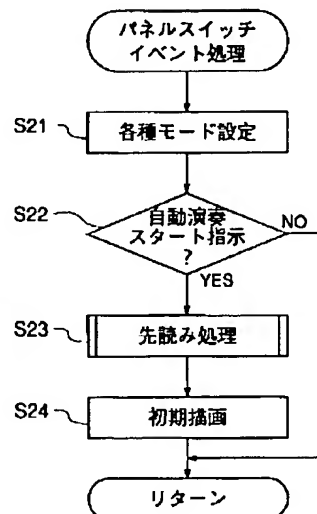 パネルスイッチ
イベント処理
S21
各種モード設定
S22
自動演奏
スタート指示
?
NO
YES
S23
先読み処理
S24
初期描画
リターン